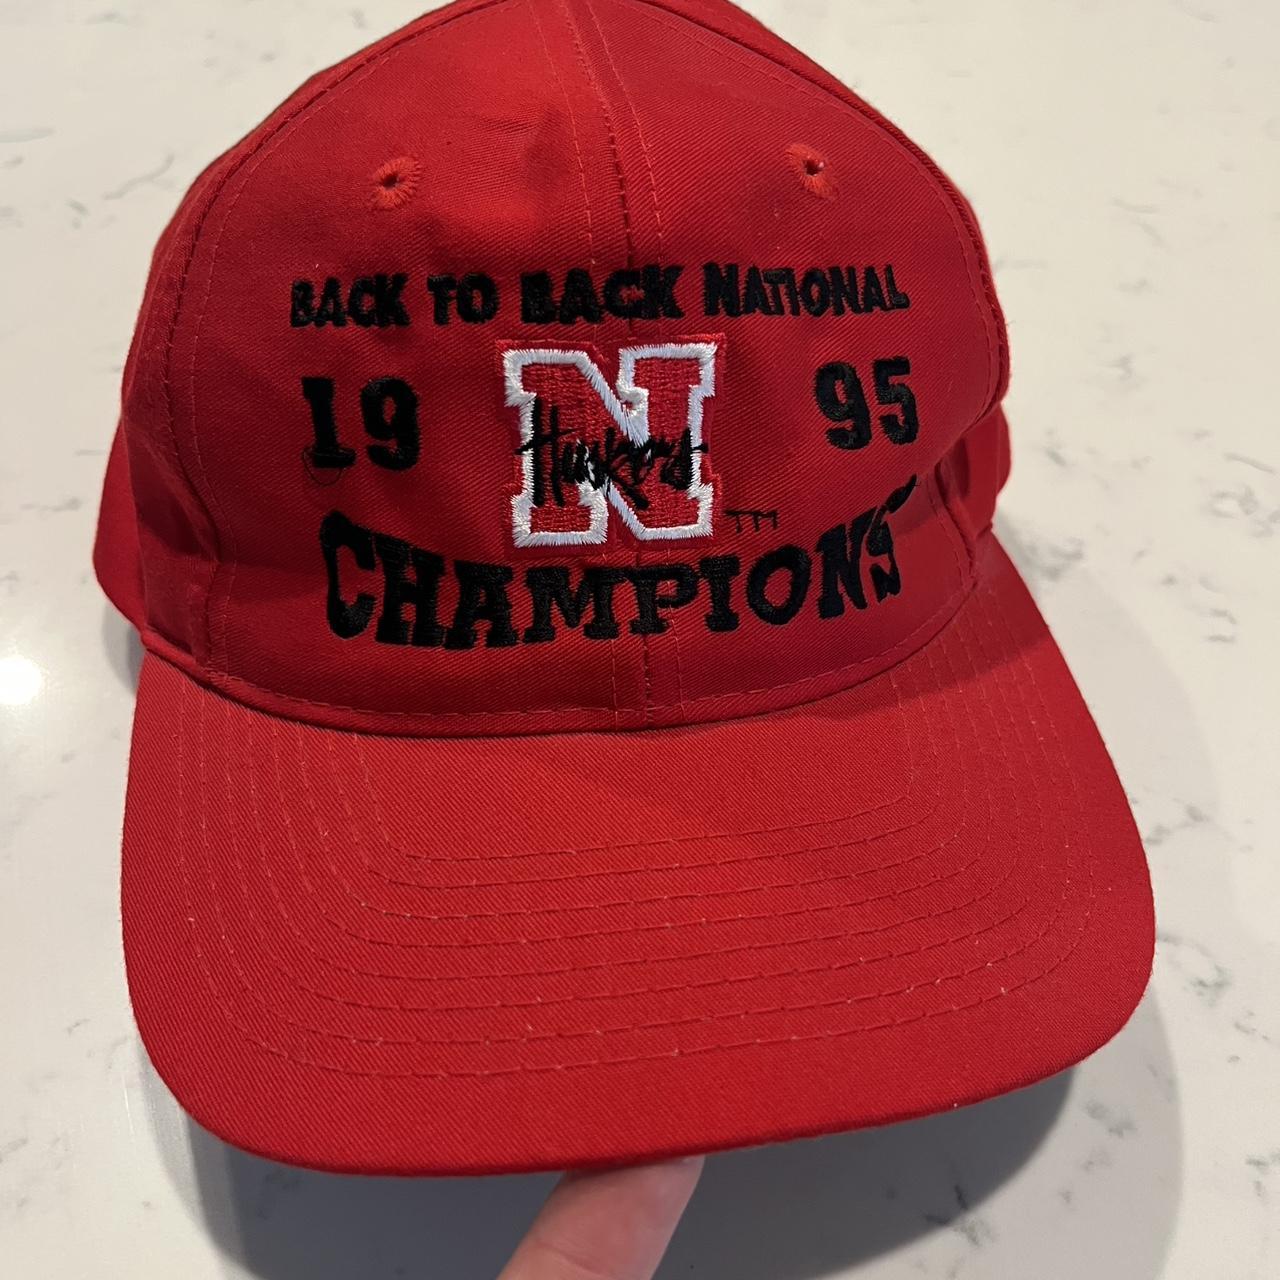 BACK TO BACK NATIONAL
19 N 95
Huskers
TM
CHAMPIONS